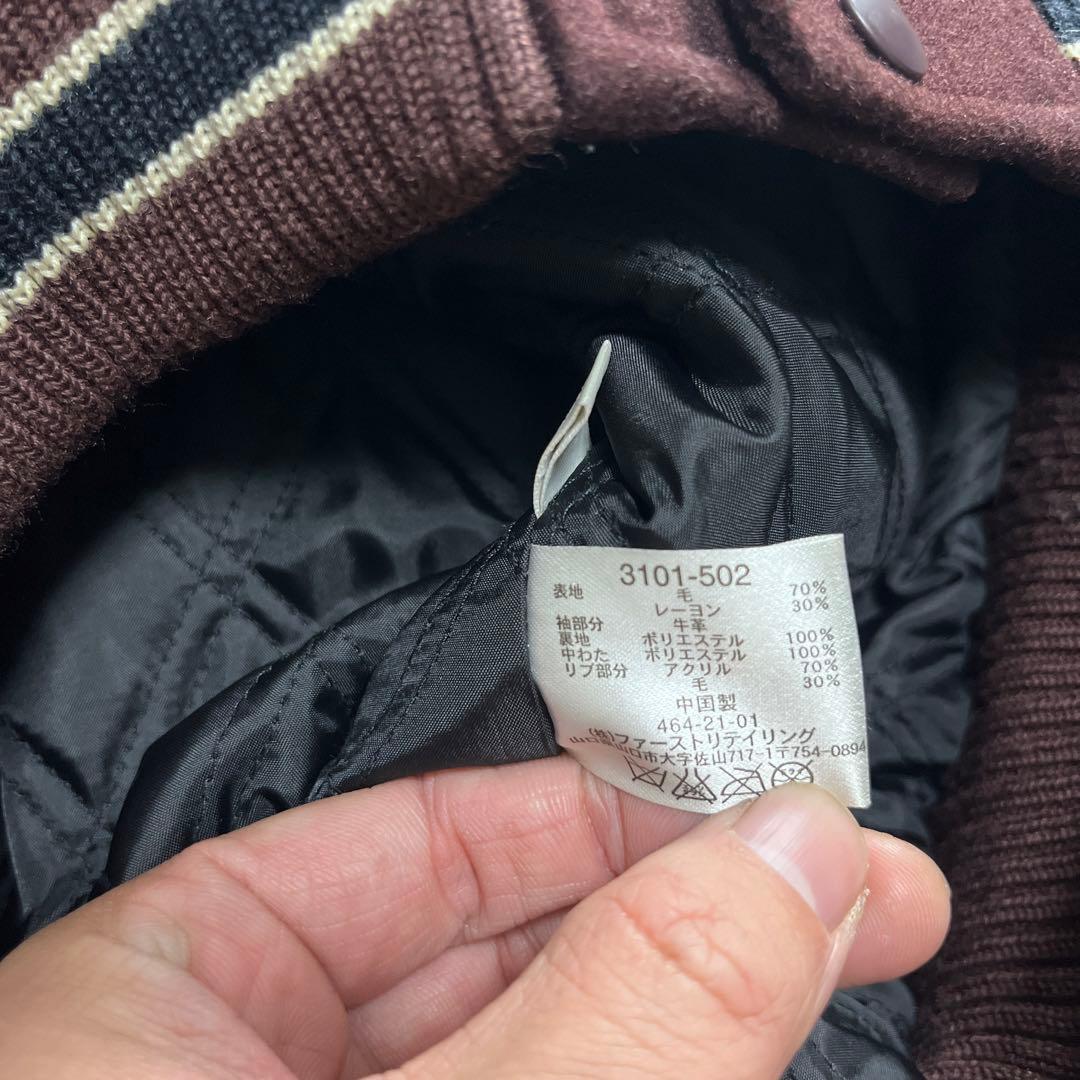 3101-502
表地 毛 70%
レーヨン 30%
袖部分 牛革
裏地 ポリエステル 100%
中わた ポリエステル 100%
リブ部分 アクリル 70%
毛 30%
中国製
464-21-01
(株)ファーストリテイリング
山口県山口市大字佐山717-1〒754-0894